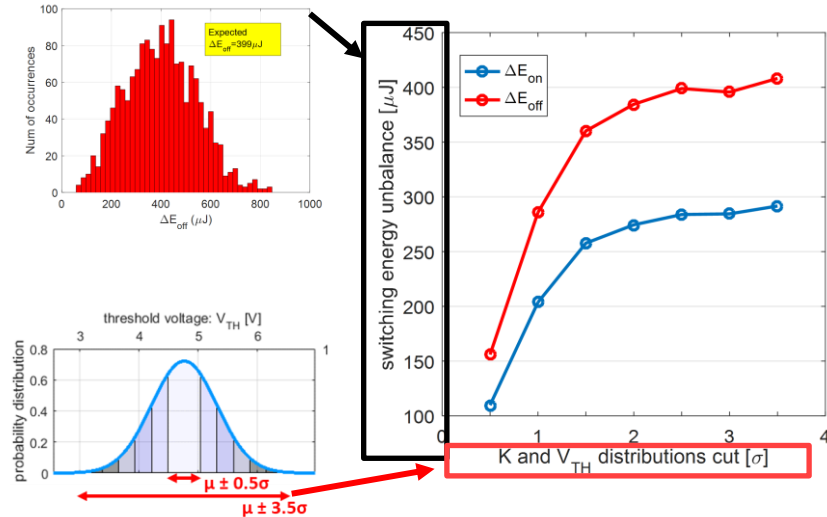 100
80
60
40
20
0
Num of occurrences
Expected
ΔE_off=399μJ
0 200 400 600 800 1000
ΔE_off (μJ)
threshold voltage: V_TH [V]
3 4 5 6
0.8 1
0.6
0.4
0.2
0
probability distribution
μ ± 0.5σ
μ ± 3.5σ
switching energy unbalance [μJ]
450
400
350
300
250
200
150
100
ΔE_on
ΔE_off
0 1 2 3 4
K and V_TH distributions cut [σ]